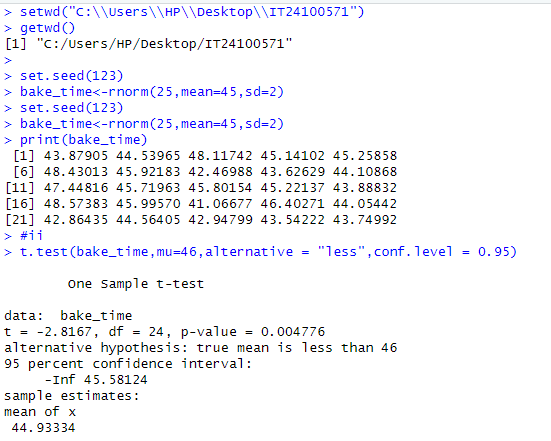 > setwd("C:\\Users\\HP\\Desktop\\IT24100571")
> getwd()
[1] "C:/Users/HP/Desktop/IT24100571"
>
> set.seed(123)
> bake_time<-rnorm(25,mean=45,sd=2)
> set.seed(123)
> bake_time<-rnorm(25,mean=45,sd=2)
> print(bake_time)
[1] 43.87905 44.53965 48.11742 45.14102 45.25858
[6] 48.43013 45.92183 42.46988 43.62629 44.10868
[11] 47.44816 45.71963 45.80154 45.22137 43.88832
[16] 48.57383 45.99570 41.06677 46.40271 44.05442
[21] 42.86435 44.56405 42.94799 43.54222 43.74992
> #ii
> t.test(bake_time,mu=46,alternative = "less",conf.level = 0.95)
One Sample t-test
data:  bake_time
t = -2.8167, df = 24, p-value = 0.004776
alternative hypothesis: true mean is less than 46
95 percent confidence interval:
-Inf 45.58124
sample estimates:
mean of x
44.93334